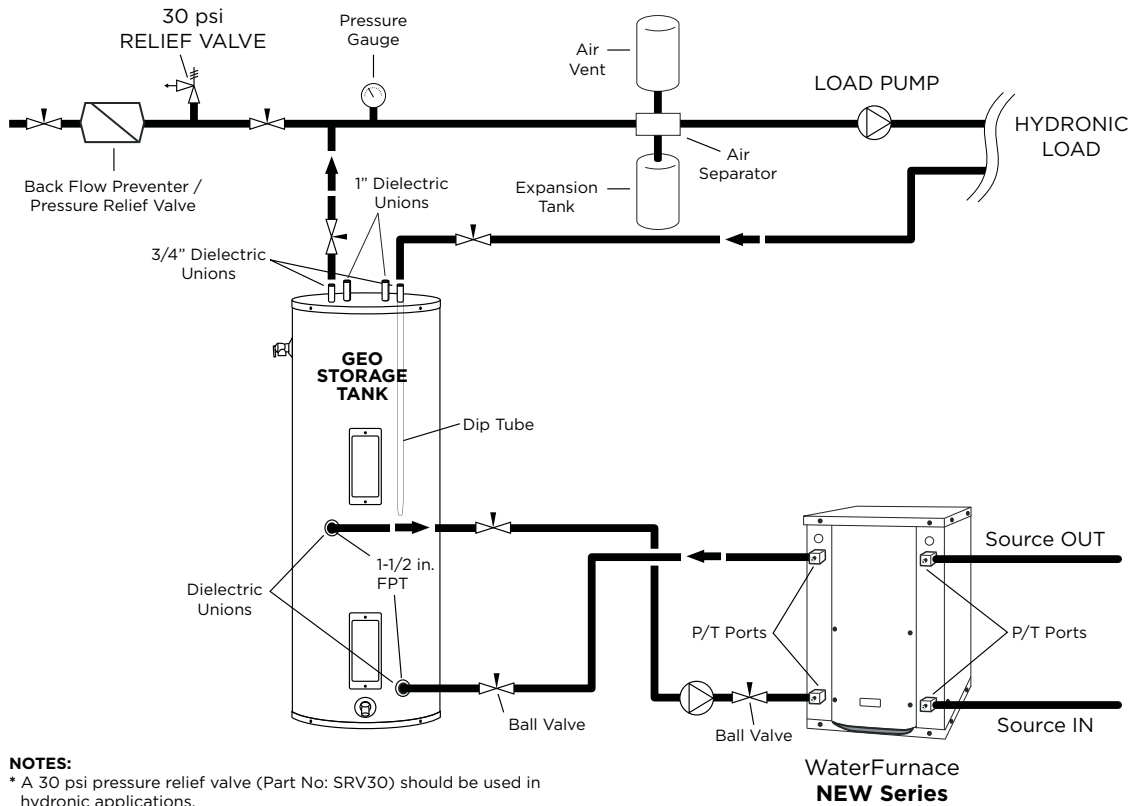 30 psi
RELIEF VALVE
Pressure
Gauge
Air
Vent
LOAD PUMP
HYDRONIC
LOAD
Back Flow Preventer /
Pressure Relief Valve
1” Dielectric
Unions
Expansion
Tank
Air
Separator
3/4” Dielectric
Unions
GEO
STORAGE
TANK
Dip Tube
Source OUT
1-1/2 in.
FPT
Dielectric
Unions
P/T Ports
P/T Ports
Ball Valve
Ball Valve
Source IN
NOTES:
* A 30 psi pressure relief valve (Part No: SRV30) should be used in
hydronic applications.
WaterFurnace
NEW Series